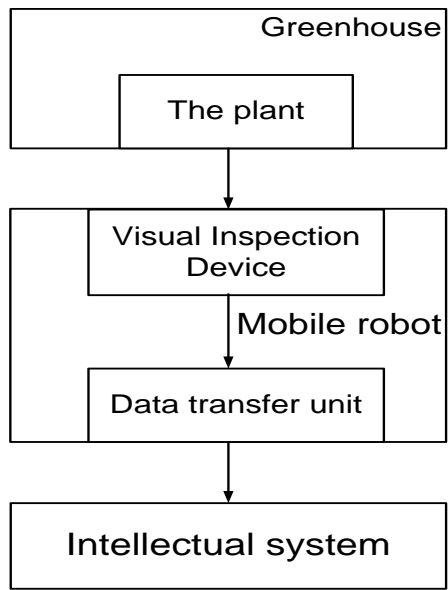 Greenhouse
The plant
Visual Inspection
Device
Mobile robot
Data transfer unit
Intellectual system